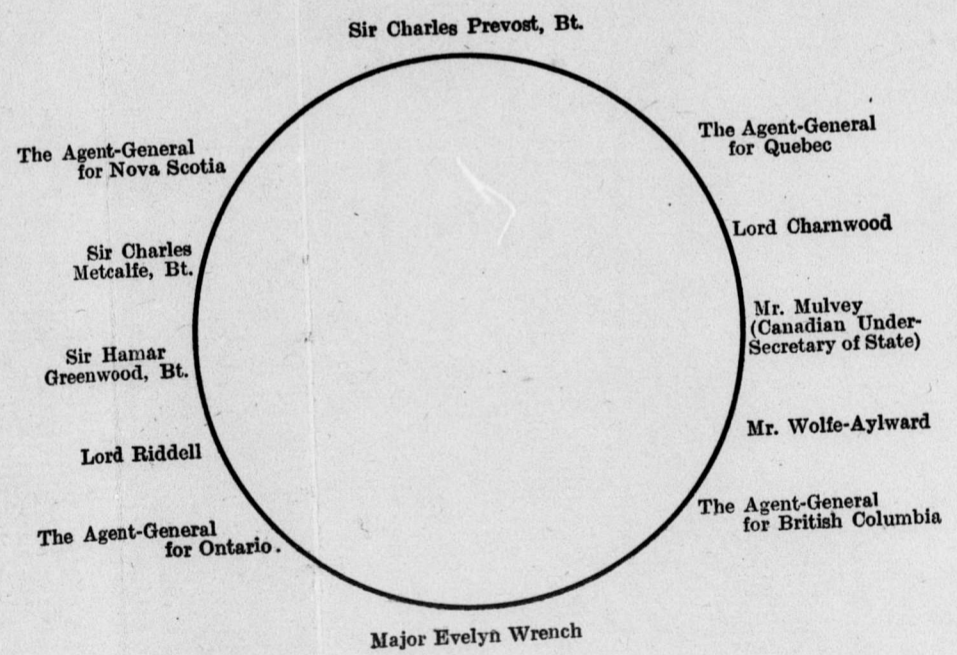 Sir Charles Prevost, Bt.
The Agent-General
for Quebec
Lord Charnwood
Mr. Mulvey
(Canadian Under-
Secretary of State)
Mr. Wolfe-Aylward
The Agent-General
for British Columbia
Major Evelyn Wrench
The Agent-General
for Ontario.
Lord Riddell
Sir Hamar
Greenwood, Bt.
Sir Charles
Metcalfe, Bt.
The Agent-General
for Nova Scotia